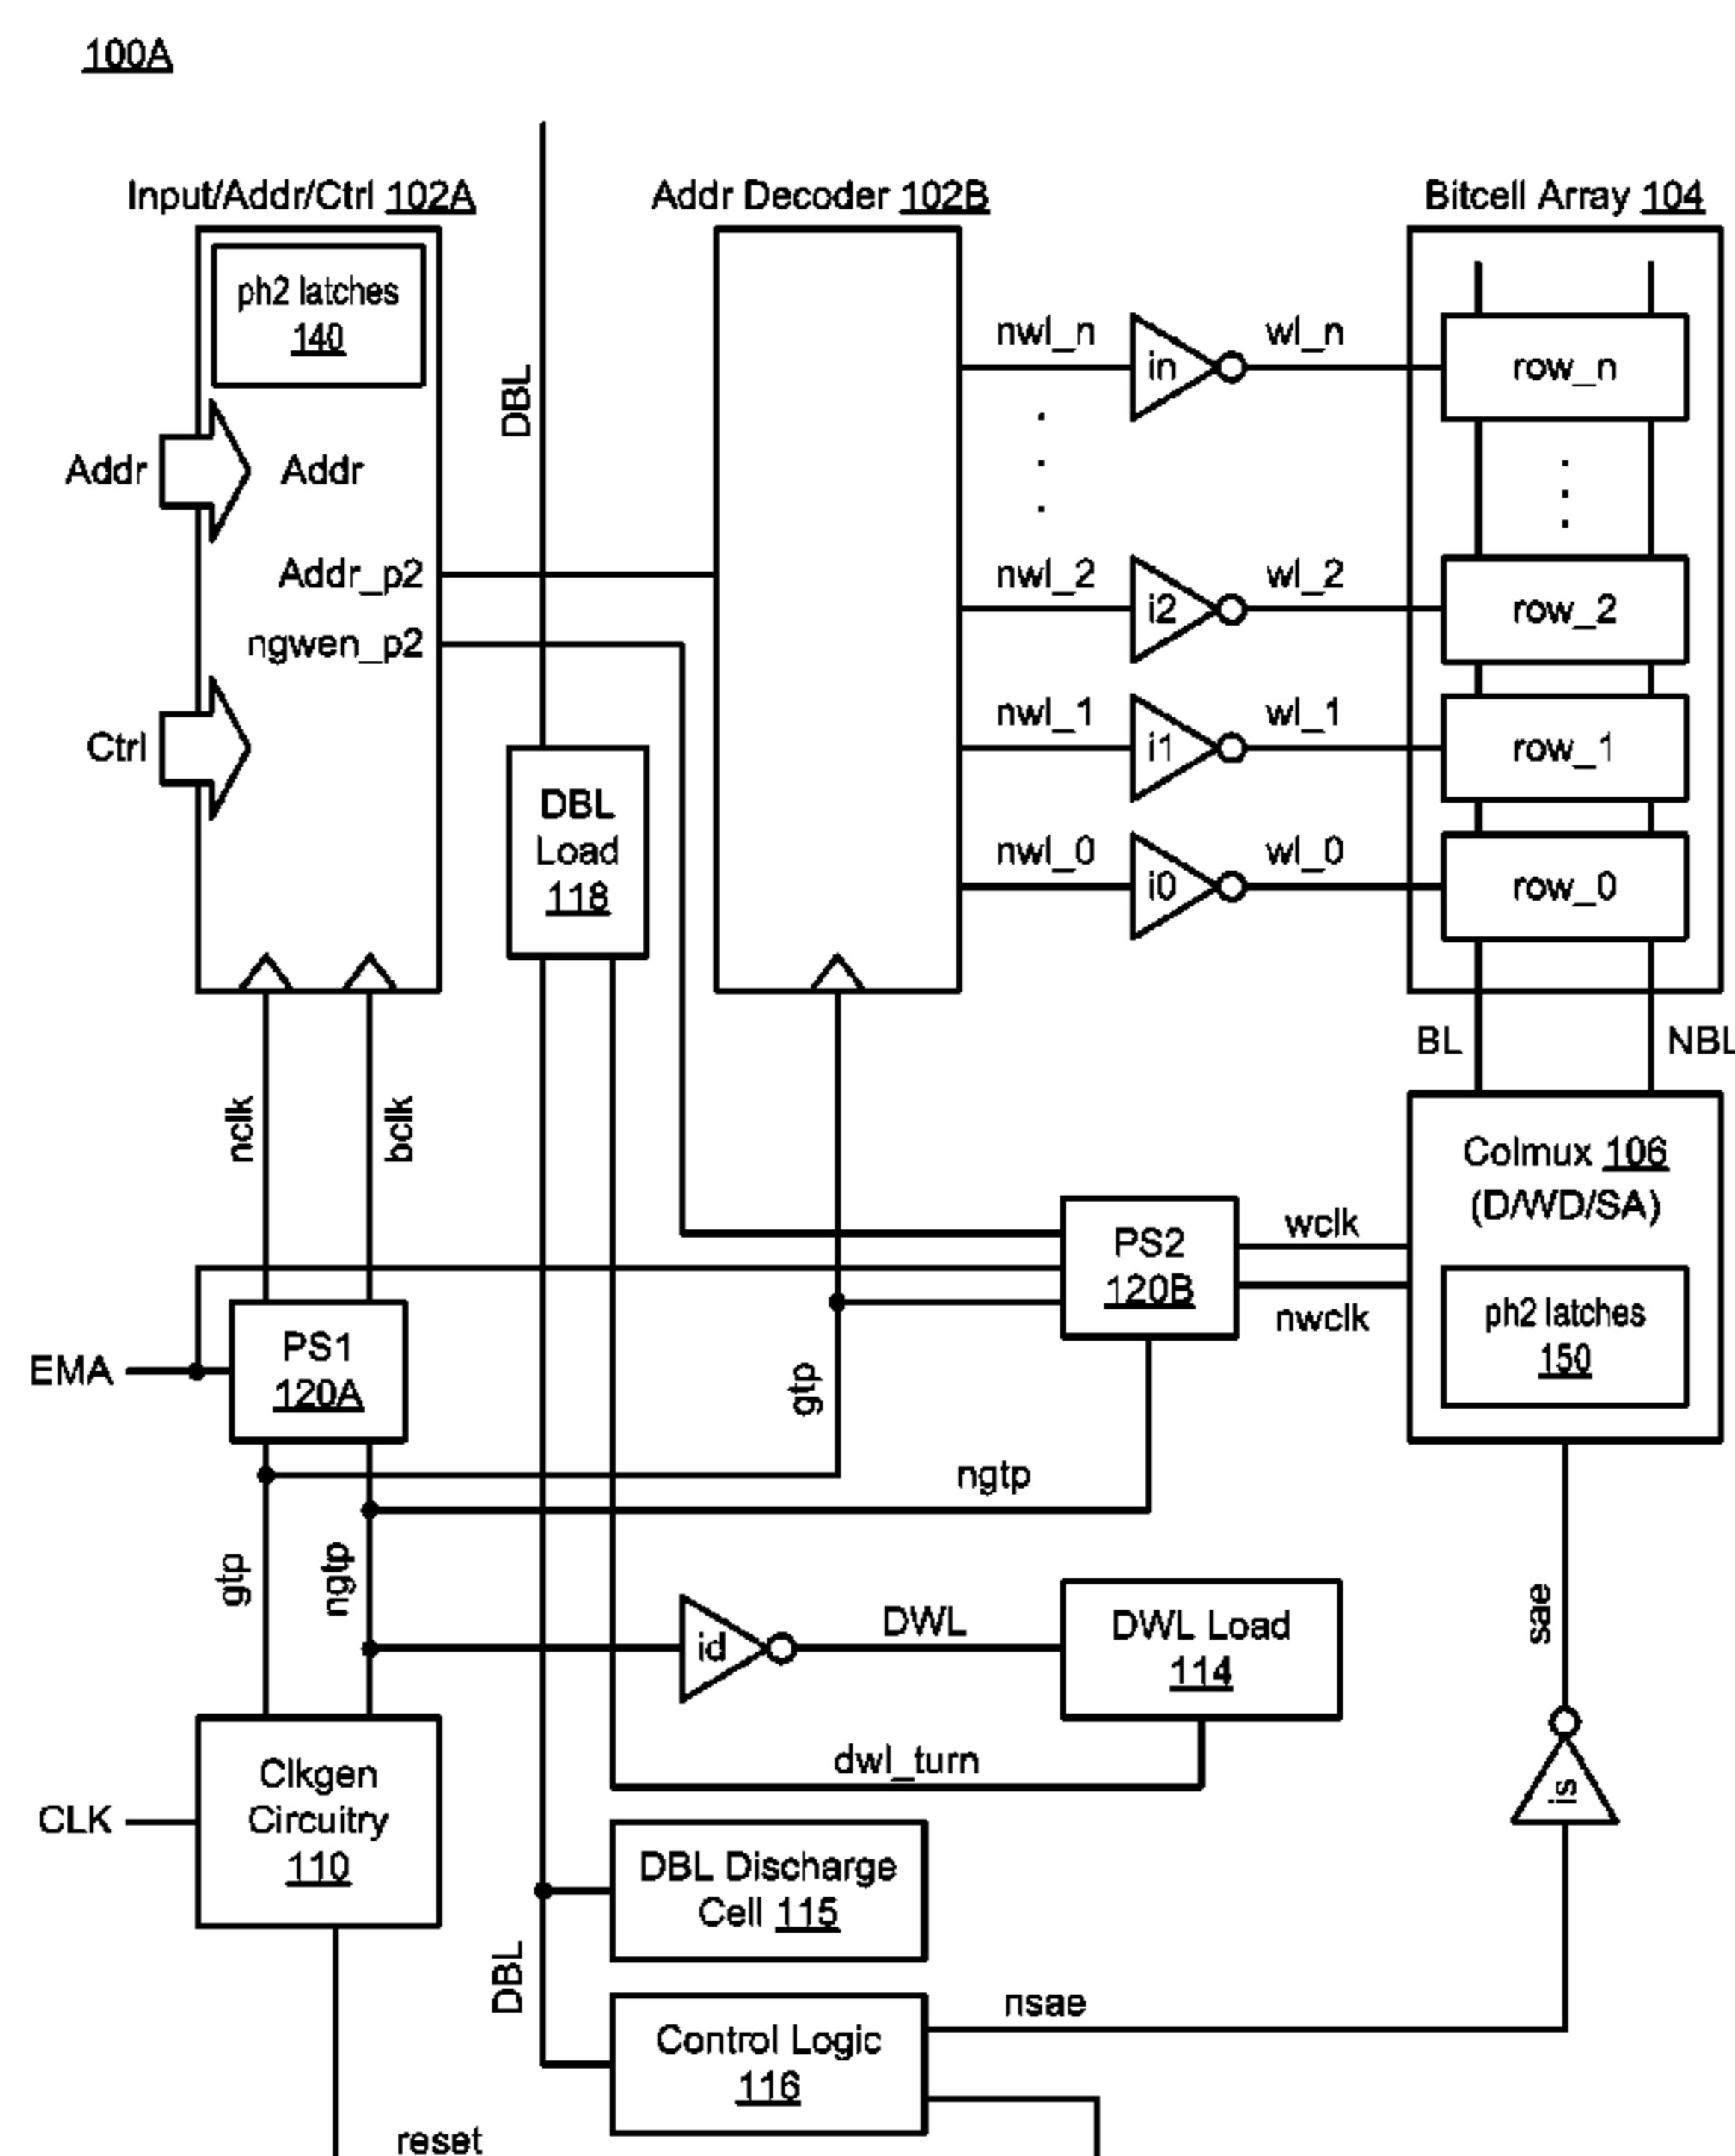 100A
Input/Addr/Ctrl 102A
Addr Decoder 102B
Bitcell Array 104
ph2 latches
140
DBL
Addr
Addr
Addr_p2
ngwen_p2
Ctrl
DBL
Load
118
nwl_n
in
wl_n
row_n
nwl_2
i2
wl_2
row_2
nwl_1
i1
wl_1
row_1
nwl_0
i0
wl_0
row_0
BL
NBL
nclk
bclk
Colmux 106
(D/WD/SA)
ph2 latches
150
PS2
120B
wclk
nwclk
EMA
PS1
120A
gtp
ngtp
gtp
ngtp
id
DWL
DWL Load
114
sae
dwl_turn
is
CLK
Clkgen
Circuitry
110
DBL Discharge
Cell 115
DBL
Control Logic
116
nsae
reset